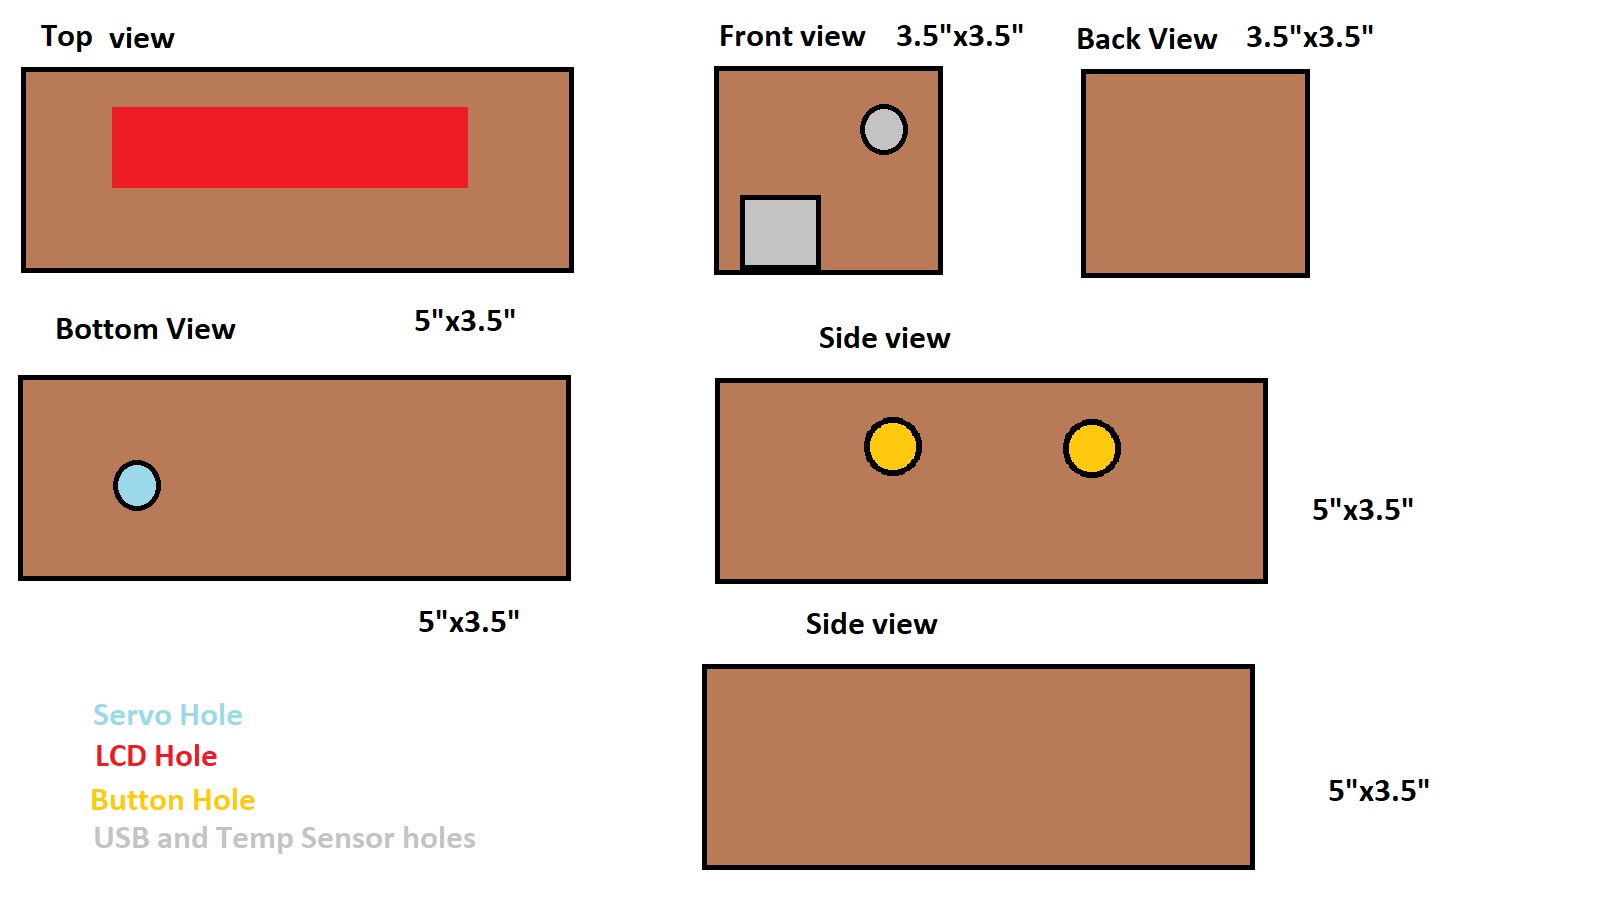 Top view
Front view 3.5"x3.5"
Back View 3.5"x3.5"
Bottom View
5"x3.5"
Side view
5"x3.5"
5"x3.5"
Side view
5"x3.5"
Servo Hole
LCD Hole
Button Hole
USB and Temp Sensor holes